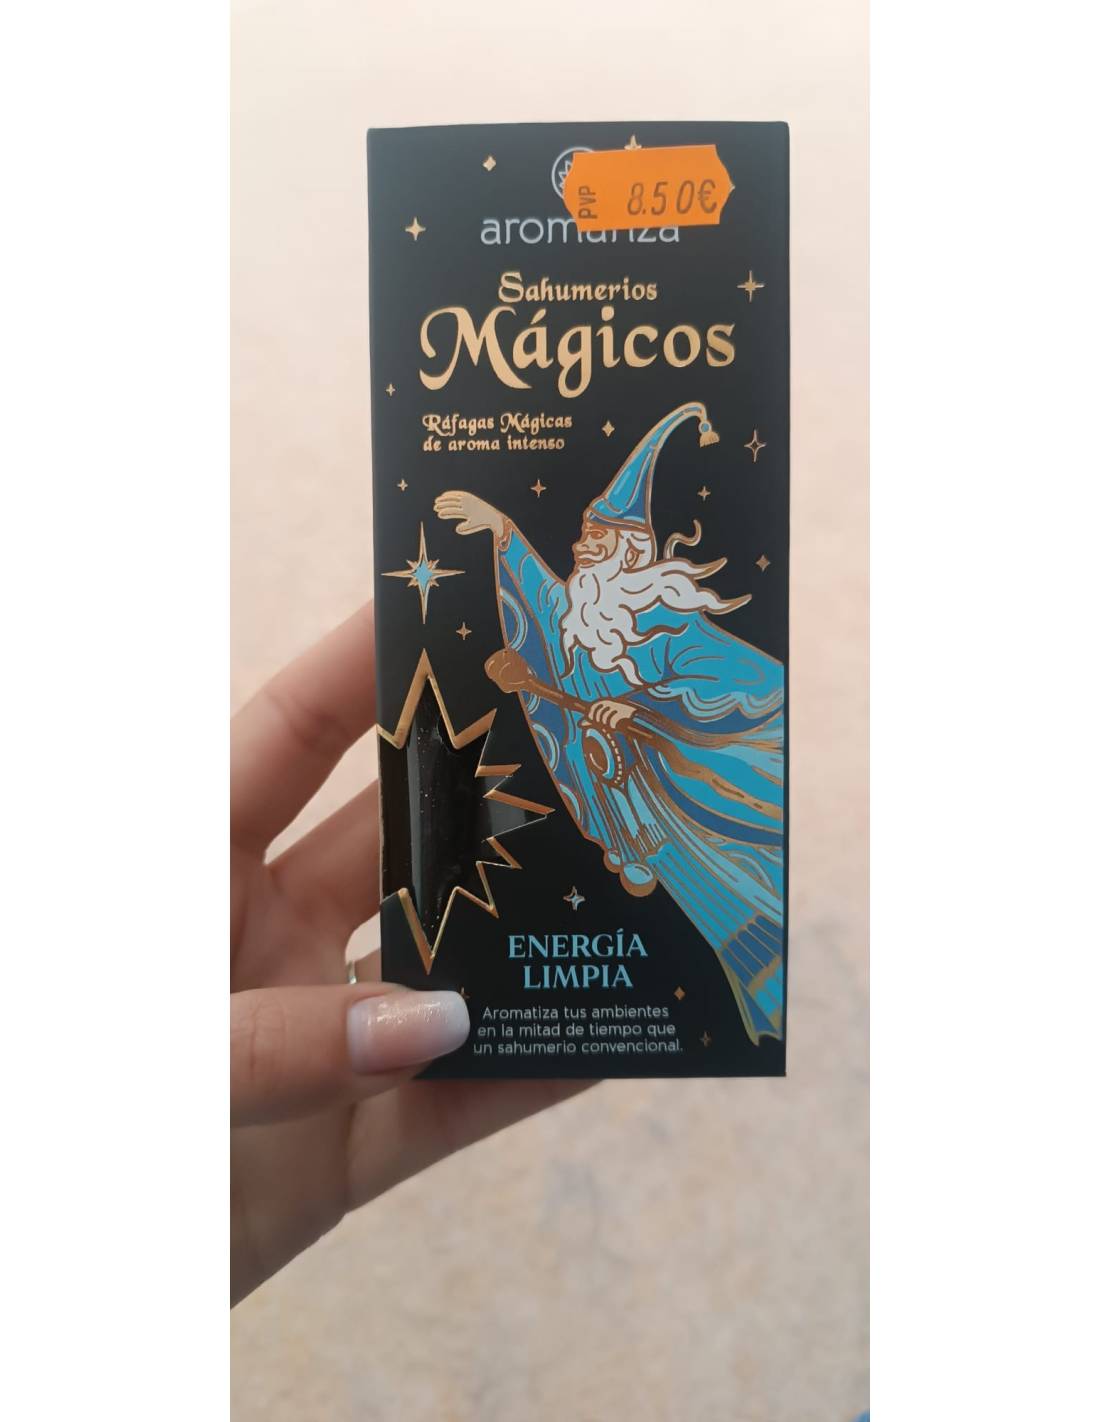 PVP 8.50€
Sahumerios
Mágicos
Ráfagas Mágicas
de aroma intenso
ENERGÍA
LIMPIA
Aromatiza tus ambientes
en la mitad de tiempo que
un sahumerio convencional.